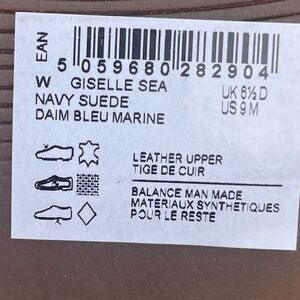 EAN
5 059680 282904
W GISELLE SEA UK 6½ D
NAVY SUEDE US 9 M
DAIM BLEU MARINE
LEATHER UPPER
TIGE DE CUIR
BALANCE MAN MADE
MATERIAUX SYNTHETIQUES
POUR LE RESTE